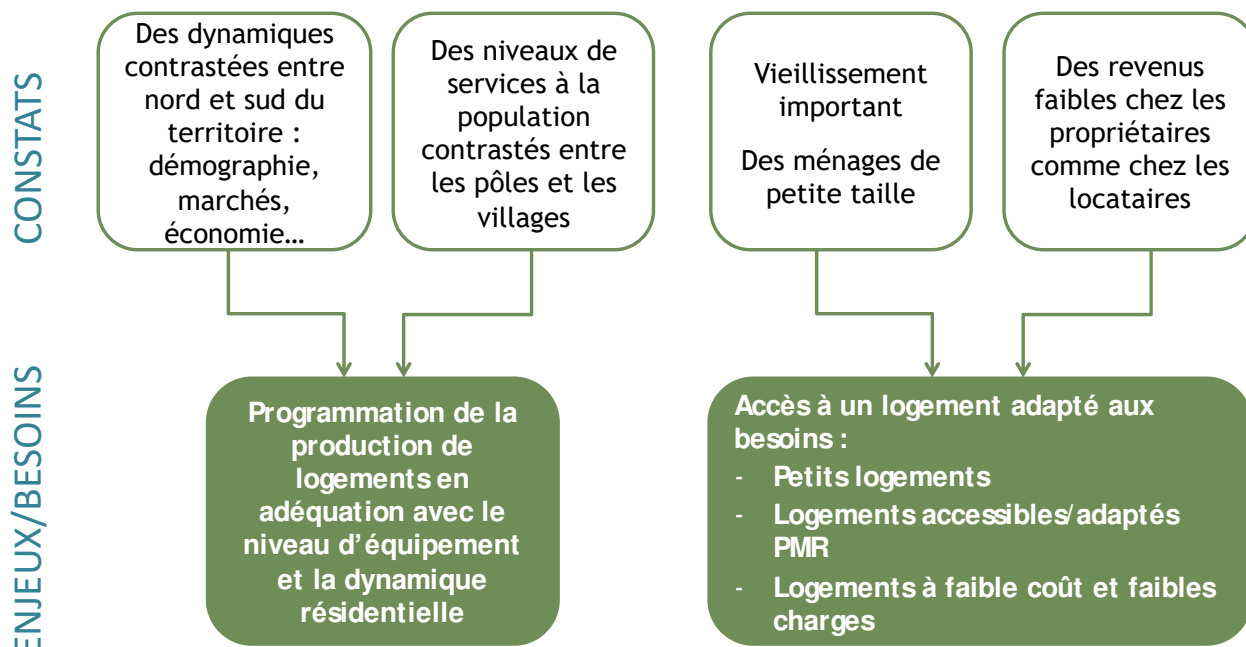 CONSTATS
Des dynamiques
contrastées entre
nord et sud du
territoire :
démographie,
marchés,
économie…
Des niveaux de
services à la
population
contrastés entre
les pôles et les
villages
Vieillissement
important
Des ménages de
petite taille
Des revenus
faibles chez les
propriétaires
comme chez les
locataires
ENJEUX/BESOINS
Programmation de la
production de
logements en
adéquation avec le
niveau d'équipement
et la dynamique
résidentielle
Accès à un logement adapté aux
besoins :
- Petits logements
- Logements accessibles/adaptés
PMR
- Logements à faible coût et faibles
charges